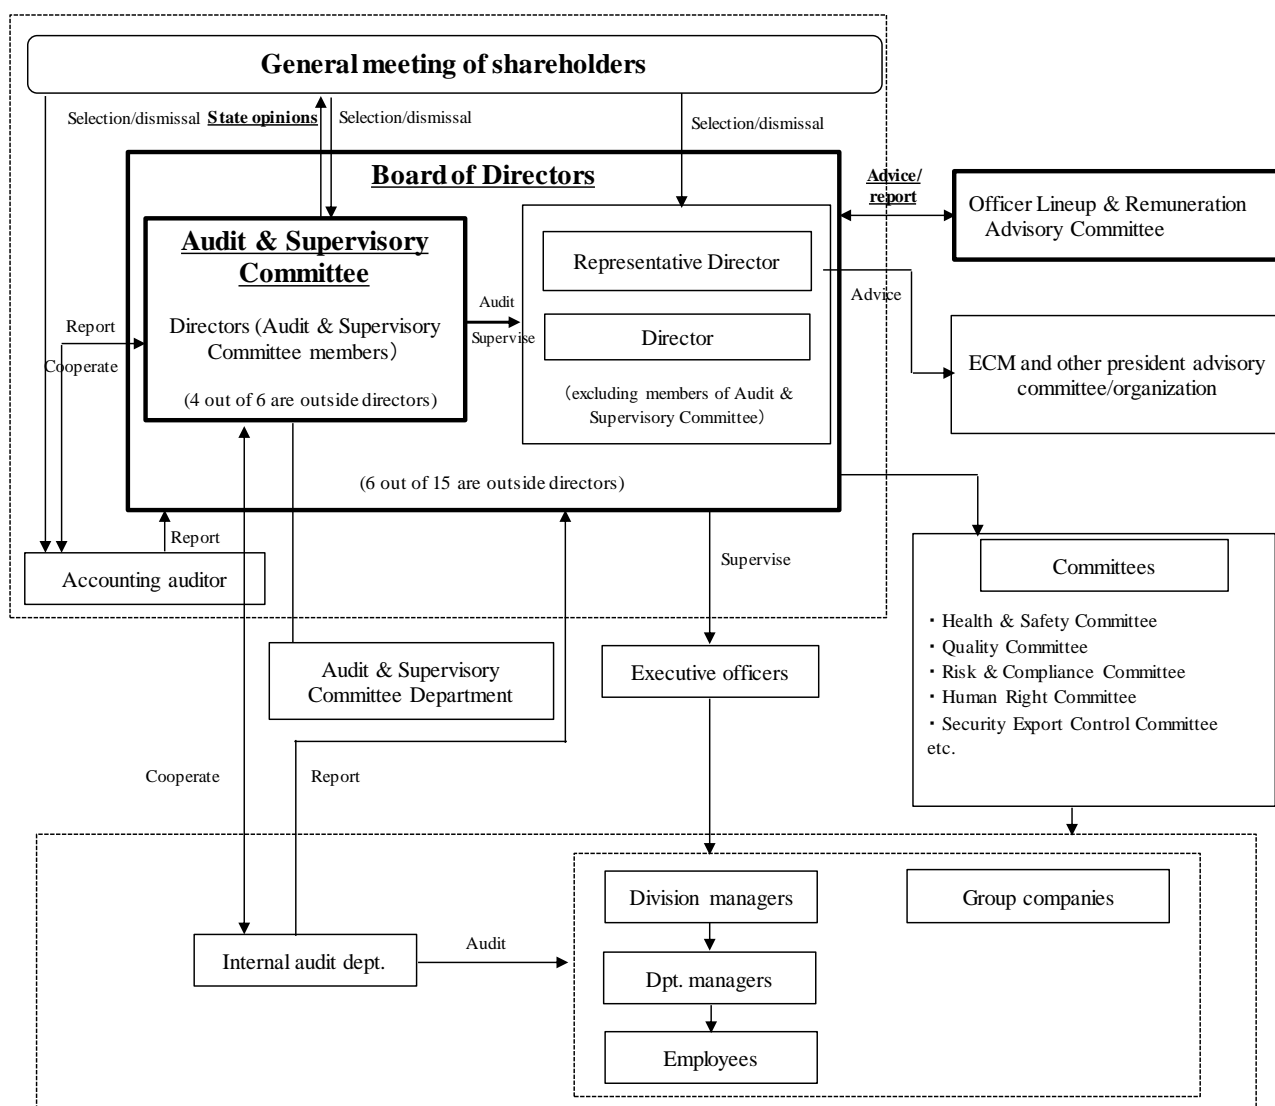 General meeting of shareholders
Selection/dismissal
State opinions
Selection/dismissal
Selection/dismissal
Board of Directors
Advice/
report
Officer Lineup & Remuneration
Advisory Committee
Audit & Supervisory
Committee
Directors (Audit & Supervisory
Committee members）
(4 out of 6 are outside directors)
Report
Cooperate
Audit
Supervise
Representative Director
Director
（excluding members of Audit &
Supervisory Committee）
Advice
ECM and other president advisory
committee/organization
(6 out of 15 are outside directors)
Report
Accounting auditor
Supervise
Committees
・Health & Safety Committee
・Quality Committee
・Risk & Compliance Committee
・Human Right Committee
・Security Export Control Committee
etc.
Audit & Supervisory
Committee Department
Executive officers
Cooperate
Report
Division managers
Group companies
Internal audit dept.
Audit
Dpt. managers
Employees